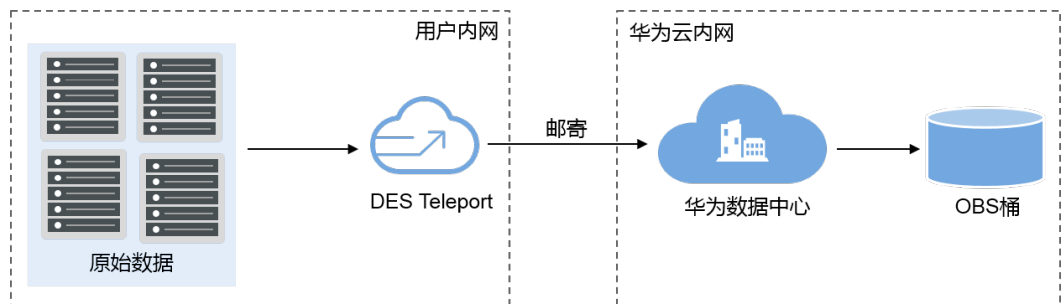 用户内网
华为云内网
邮寄
DES Teleport
华为数据中心
OBS桶
原始数据